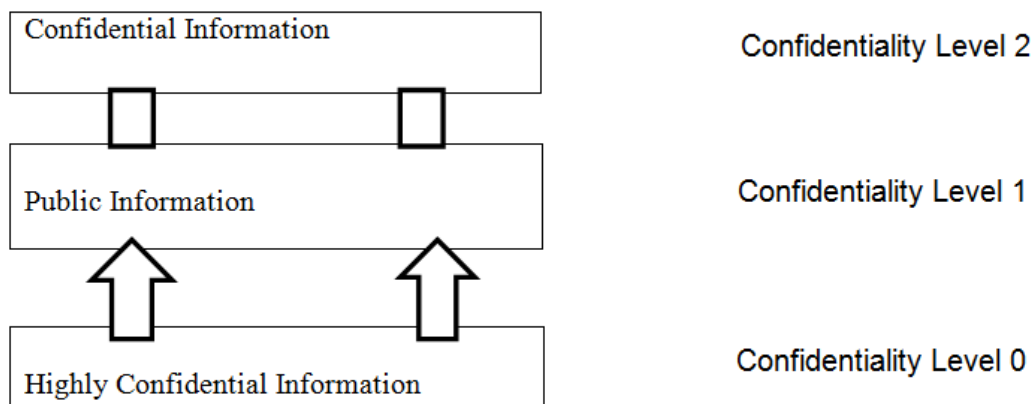 Confidential Information
Confidentiality Level 2
Public Information
Confidentiality Level 1
Highly Confidential Information
Confidentiality Level 0